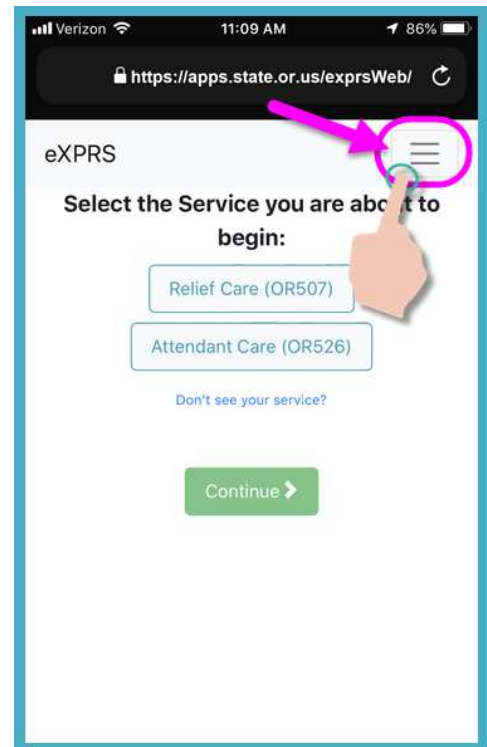 Verizon 11:09 AM 86%
https://apps.state.or.us/exprsWeb/
eXPRS
Select the Service you are about to
begin:
Relief Care (OR507)
Attendant Care (OR526)
Don't see your service?
Continue